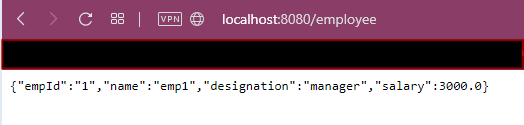 VPN localhost:8080/employee
{"empId":"1","name":"emp1","designation":"manager","salary":3000.0}